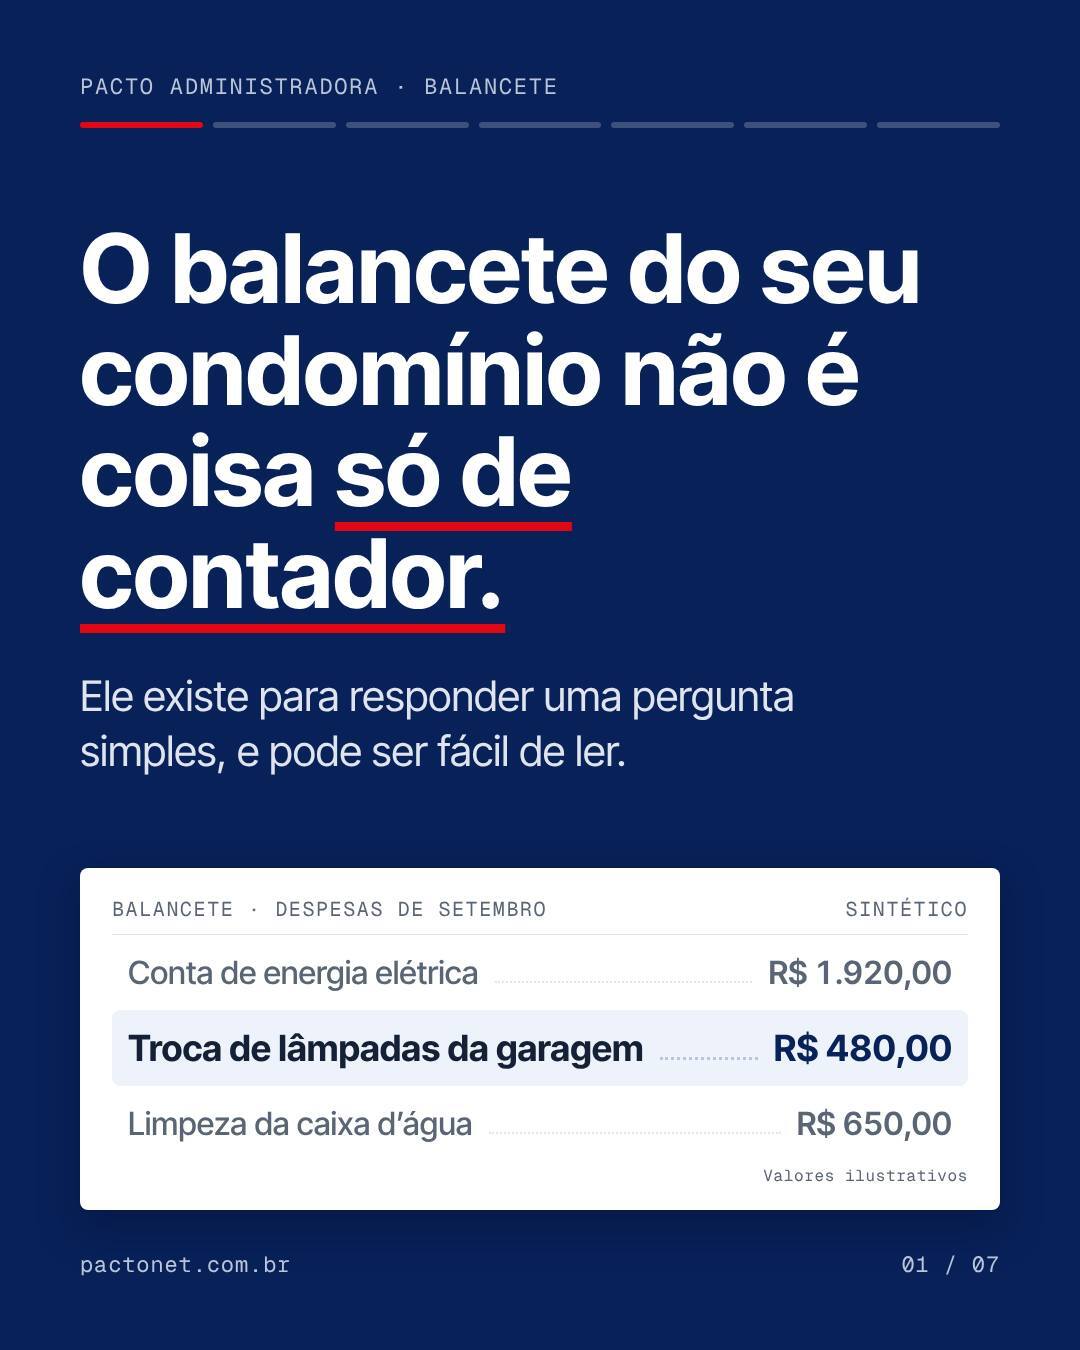 PACTO ADMINISTRADORA · BALANCETE
O balancete do seu
condomínio não é
coisa só de
contador.
Ele existe para responder uma pergunta
simples, e pode ser fácil de ler.
BALANCETE · DESPESAS DE SETEMBRO SINTÉTICO
Conta de energia elétrica R$ 1.920,00
Troca de lâmpadas da garagem R$ 480,00
Limpeza da caixa d’água R$ 650,00
Valores ilustrativos
pactonet.com.br 01 / 07